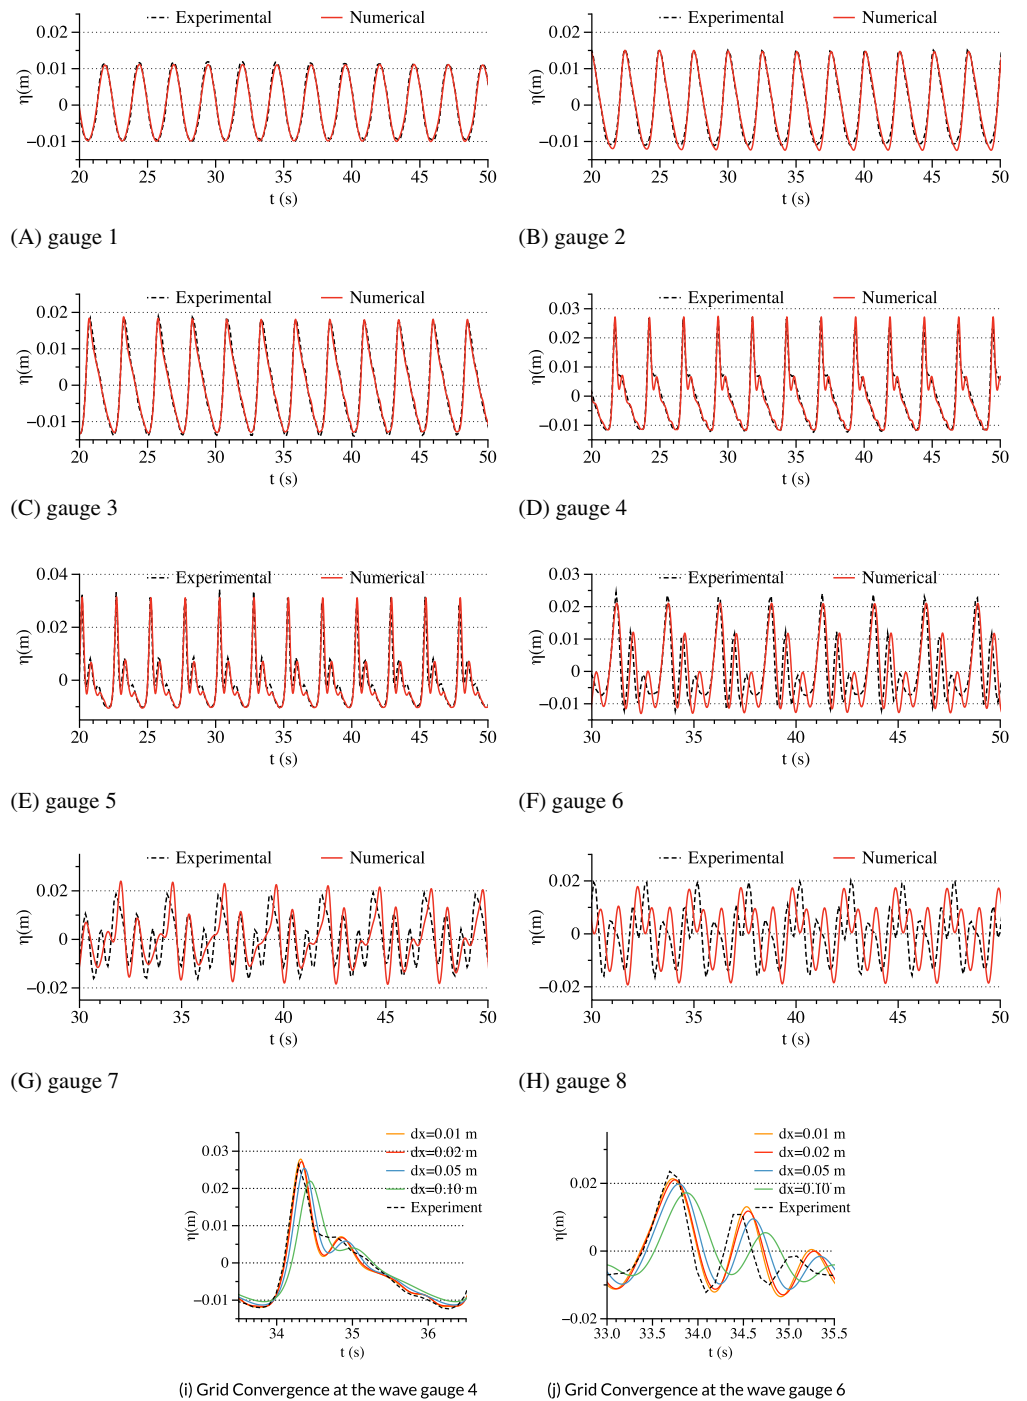 Experimental Numerical
0.02
0.01
0
−0.01
η(m)
20 25 30 35 40 45 50
t (s)
(A) gauge 1
Experimental Numerical
0.02
0.01
0
−0.01
η(m)
20 25 30 35 40 45 50
t (s)
(B) gauge 2
Experimental Numerical
0.02
0.01
0
−0.01
η(m)
20 25 30 35 40 45 50
t (s)
(C) gauge 3
Experimental Numerical
0.03
0.02
0.01
0
−0.01
η(m)
20 25 30 35 40 45 50
t (s)
(D) gauge 4
0.04
Experimental Numerical
0.02
0
η(m)
20 25 30 35 40 45 50
t (s)
(E) gauge 5
0.03
Experimental Numerical
0.02
0.01
0
−0.01
η(m)
30 35 40 45 50
t (s)
(F) gauge 6
Experimental Numerical
0.02
0
−0.02
η(m)
30 35 40 45 50
t (s)
(G) gauge 7
Experimental Numerical
0.02
0
−0.02
η(m)
30 35 40 45 50
t (s)
(H) gauge 8
dx=0.01 m
dx=0.02 m
dx=0.05 m
dx=0.10 m
Experiment
0.03
0.02
0.01
0
−0.01
η(m)
34 35 36
t (s)
(i) Grid Convergence at the wave gauge 4
dx=0.01 m
dx=0.02 m
dx=0.05 m
dx=0.10 m
Experiment
0.02
0
−0.02
η(m)
33.0 33.5 34.0 34.5 35.0 35.5
t (s)
(j) Grid Convergence at the wave gauge 6